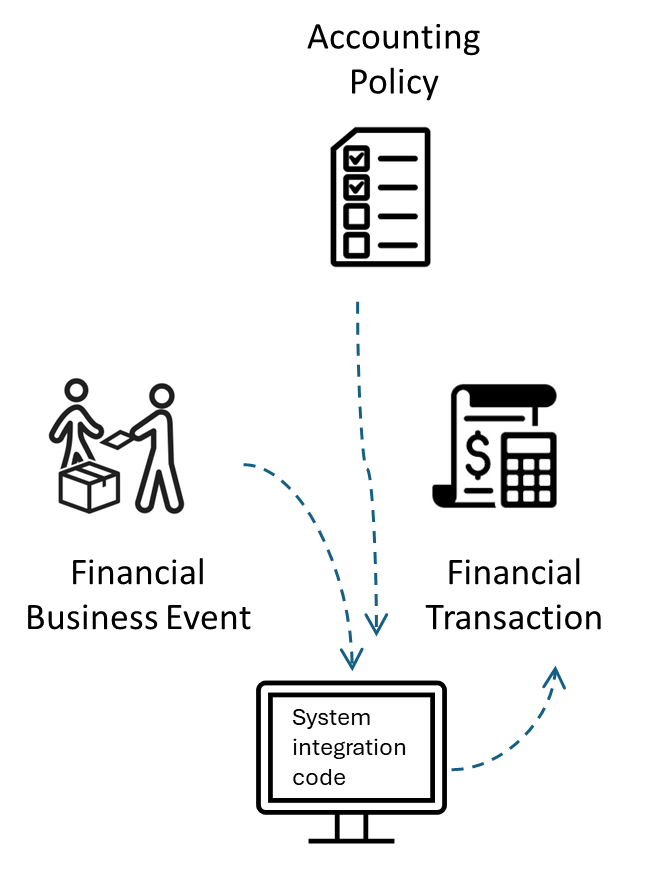 Accounting
Policy
Financial
Business Event
$
Financial
Transaction
System
integration
code